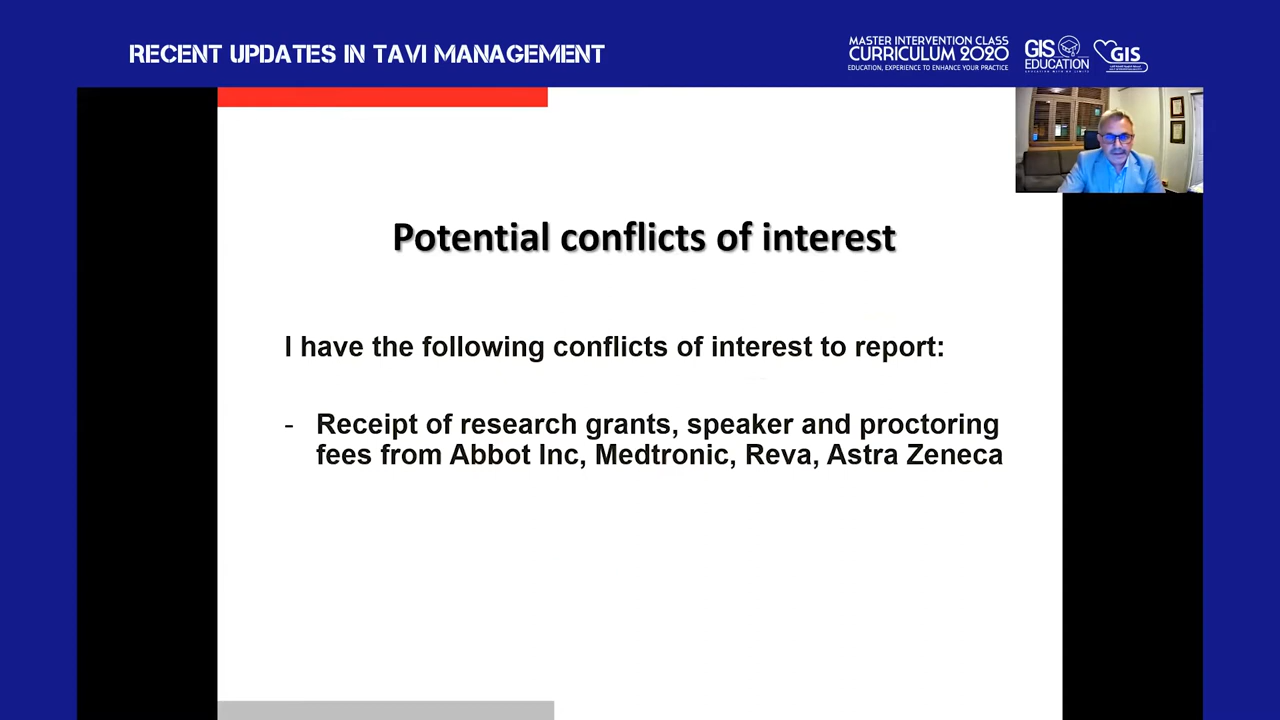 RECENT UPDATES IN TAVI MANAGEMENT
MASTER INTERVENTION CLASS
CURRICULUM 2020
EDUCATION, EXPERIENCE TO ENHANCE YOUR PRACTICE
GIS
EDUCATION
GIS
Potential conflicts of interest
I have the following conflicts of interest to report:
- Receipt of research grants, speaker and proctoring
fees from Abbot Inc, Medtronic, Reva, Astra Zeneca